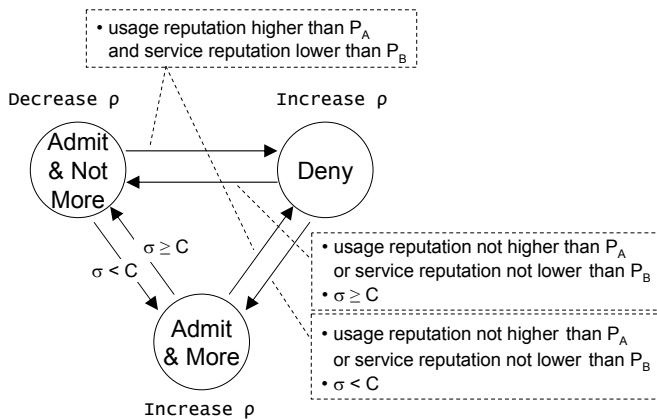 • usage reputation higher than P_A
and service reputation lower than P_B
Decrease ρ
Increase ρ
Admit
& Not
More
Deny
σ ≥ C
σ < C
• usage reputation not higher than P_A
or service reputation not lower than P_B
• σ ≥ C
Admit
& More
• usage reputation not higher than P_A
or service reputation not lower than P_B
• σ < C
Increase ρ